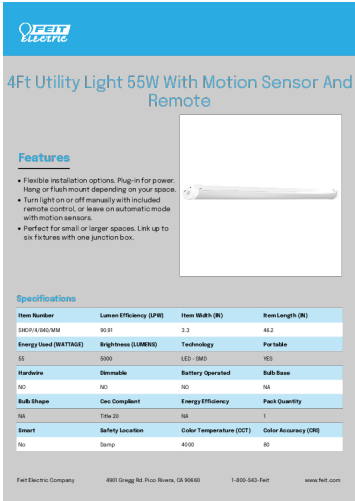 FEIT
electric
4Ft Utility Light 55W With Motion Sensor And
Remote
Features
• Flexible installation options. Plug-in for power.
Hang or flush mount depending on your space.
• Turn light on or off manually with included
remote control, or leave on automatic mode
with motion sensors.
• Perfect for small or larger spaces. Link up to
six fixtures with one junction box.
Specifications
Item Number Lumen Efficiency (LPW) Item Width (IN) Item Length (IN)
SHOP/4/840/MM 90.91 3.3 46.2
Energy Used (WATTAGE) Brightness (LUMENS) Technology Portable
55 5000 LED - SMD YES
Hardwire Dimmable Battery Operated Bulb Base
NO NO NO NA
Bulb Shape Cec Compliant Energy Efficiency Pack Quantity
NA Title 20 NA 1
Smart Safety Location Color Temperature (CCT) Color Accuracy (CRI)
No Damp 4000 80
Feit Electric Company 4901 Gregg Rd. Pico Rivera, CA 90660 1-800-543-Feit www.feit.com